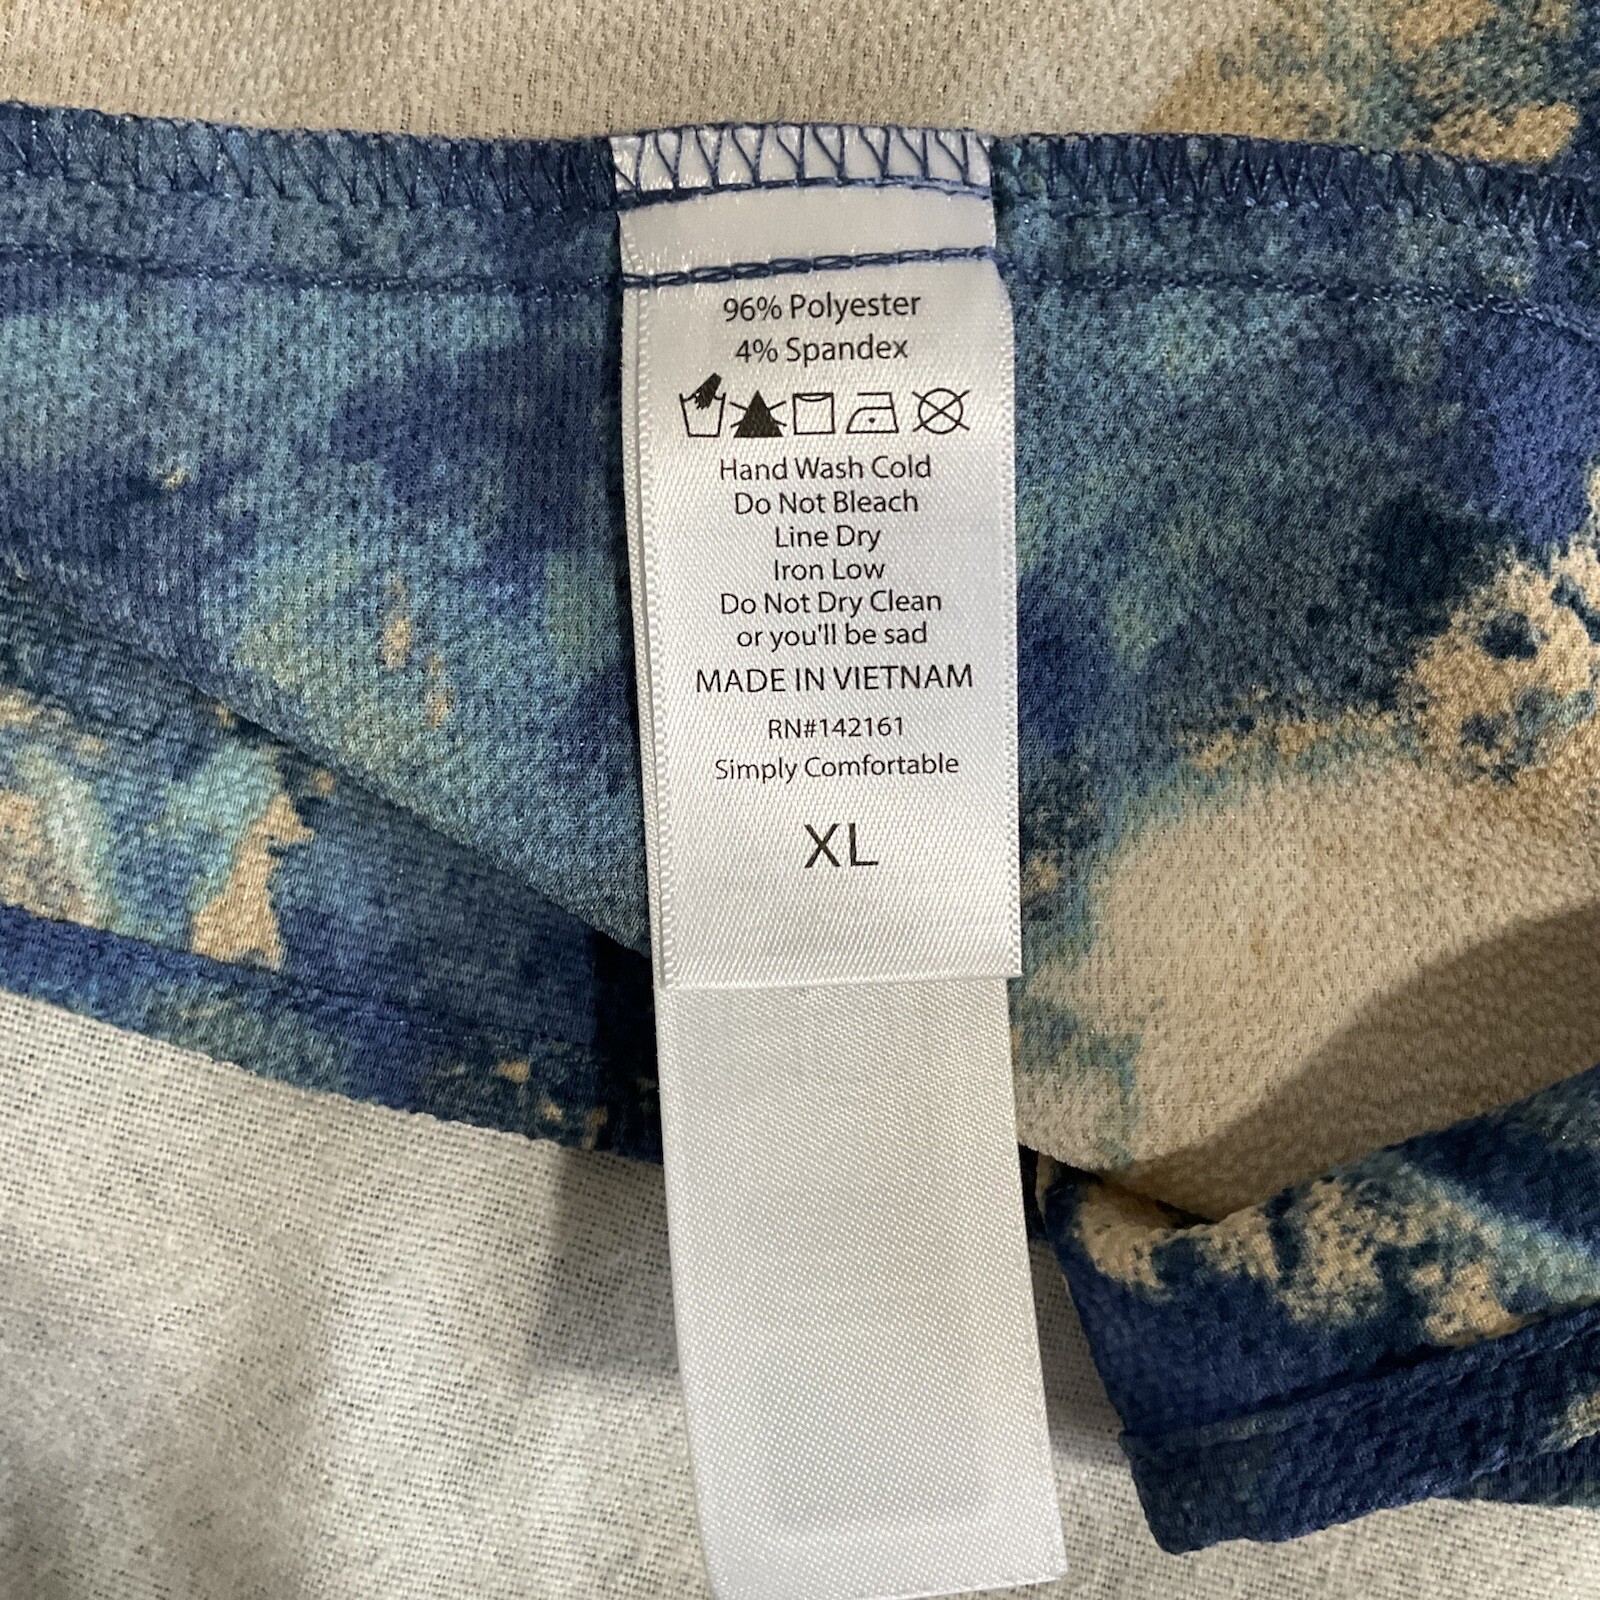 96% Polyester
4% Spandex
Hand Wash Cold
Do Not Bleach
Line Dry
Iron Low
Do Not Dry Clean
or you'll be sad
MADE IN VIETNAM
RN#142161
Simply Comfortable
XL